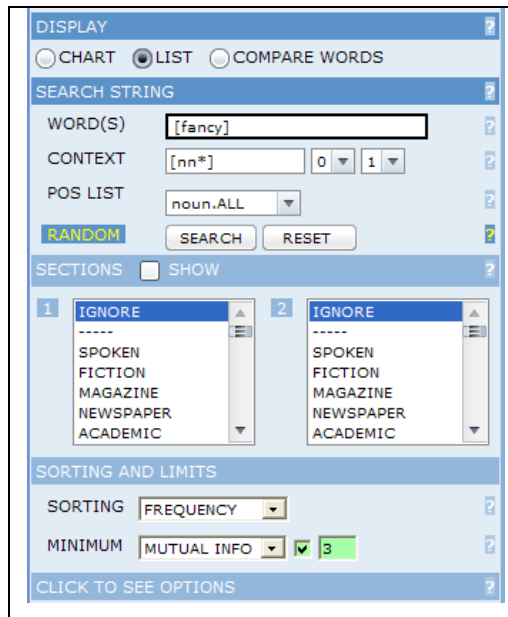 DISPLAY ?
CHART LIST COMPARE WORDS
SEARCH STRING ?
WORD(S) [fancy] ?
CONTEXT [nn*] 0 1 ?
POS LIST noun.ALL ?
RANDOM SEARCH RESET ?
SECTIONS SHOW ?
1 IGNORE 2 IGNORE
----- -----
SPOKEN SPOKEN
FICTION FICTION
MAGAZINE MAGAZINE
NEWSPAPER NEWSPAPER
ACADEMIC ACADEMIC
SORTING AND LIMITS
SORTING FREQUENCY ?
MINIMUM MUTUAL INFO 3 ?
CLICK TO SEE OPTIONS ?